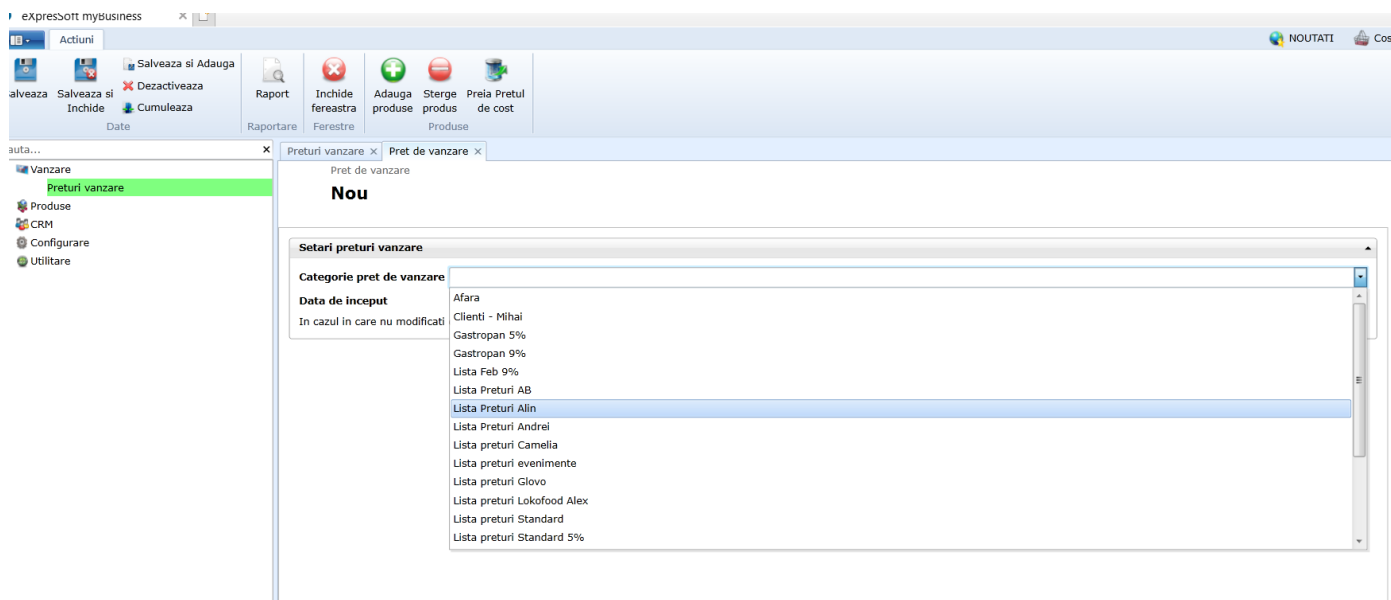 eXpresSoft myBusiness
Actiuni
NOUTATI
Salveaza si Adauga
Dezactiveaza
Cumuleaza
Salveaza si
Inchide
Date
Raport
Raportare
Inchide
fereastra
Ferestre
Adauga
produse
Sterge
produs
Preia Pretul
de cost
Produse
Vanzare
Preturi vanzare
Produse
CRM
Configurare
Utilitare
Preturi vanzare
Pret de vanzare
Pret de vanzare
Nou
Setari preturi vanzare
Categorie pret de vanzare
Data de inceput
In cazul in care nu modificati
Afara
Clienti - Mihai
Gastropan 5%
Gastropan 9%
Lista Feb 9%
Lista Preturi AB
Lista Preturi Alin
Lista Preturi Andrei
Lista preturi Camelia
Lista preturi evenimente
Lista preturi Glovo
Lista preturi Lokofood Alex
Lista preturi Standard
Lista preturi Standard 5%